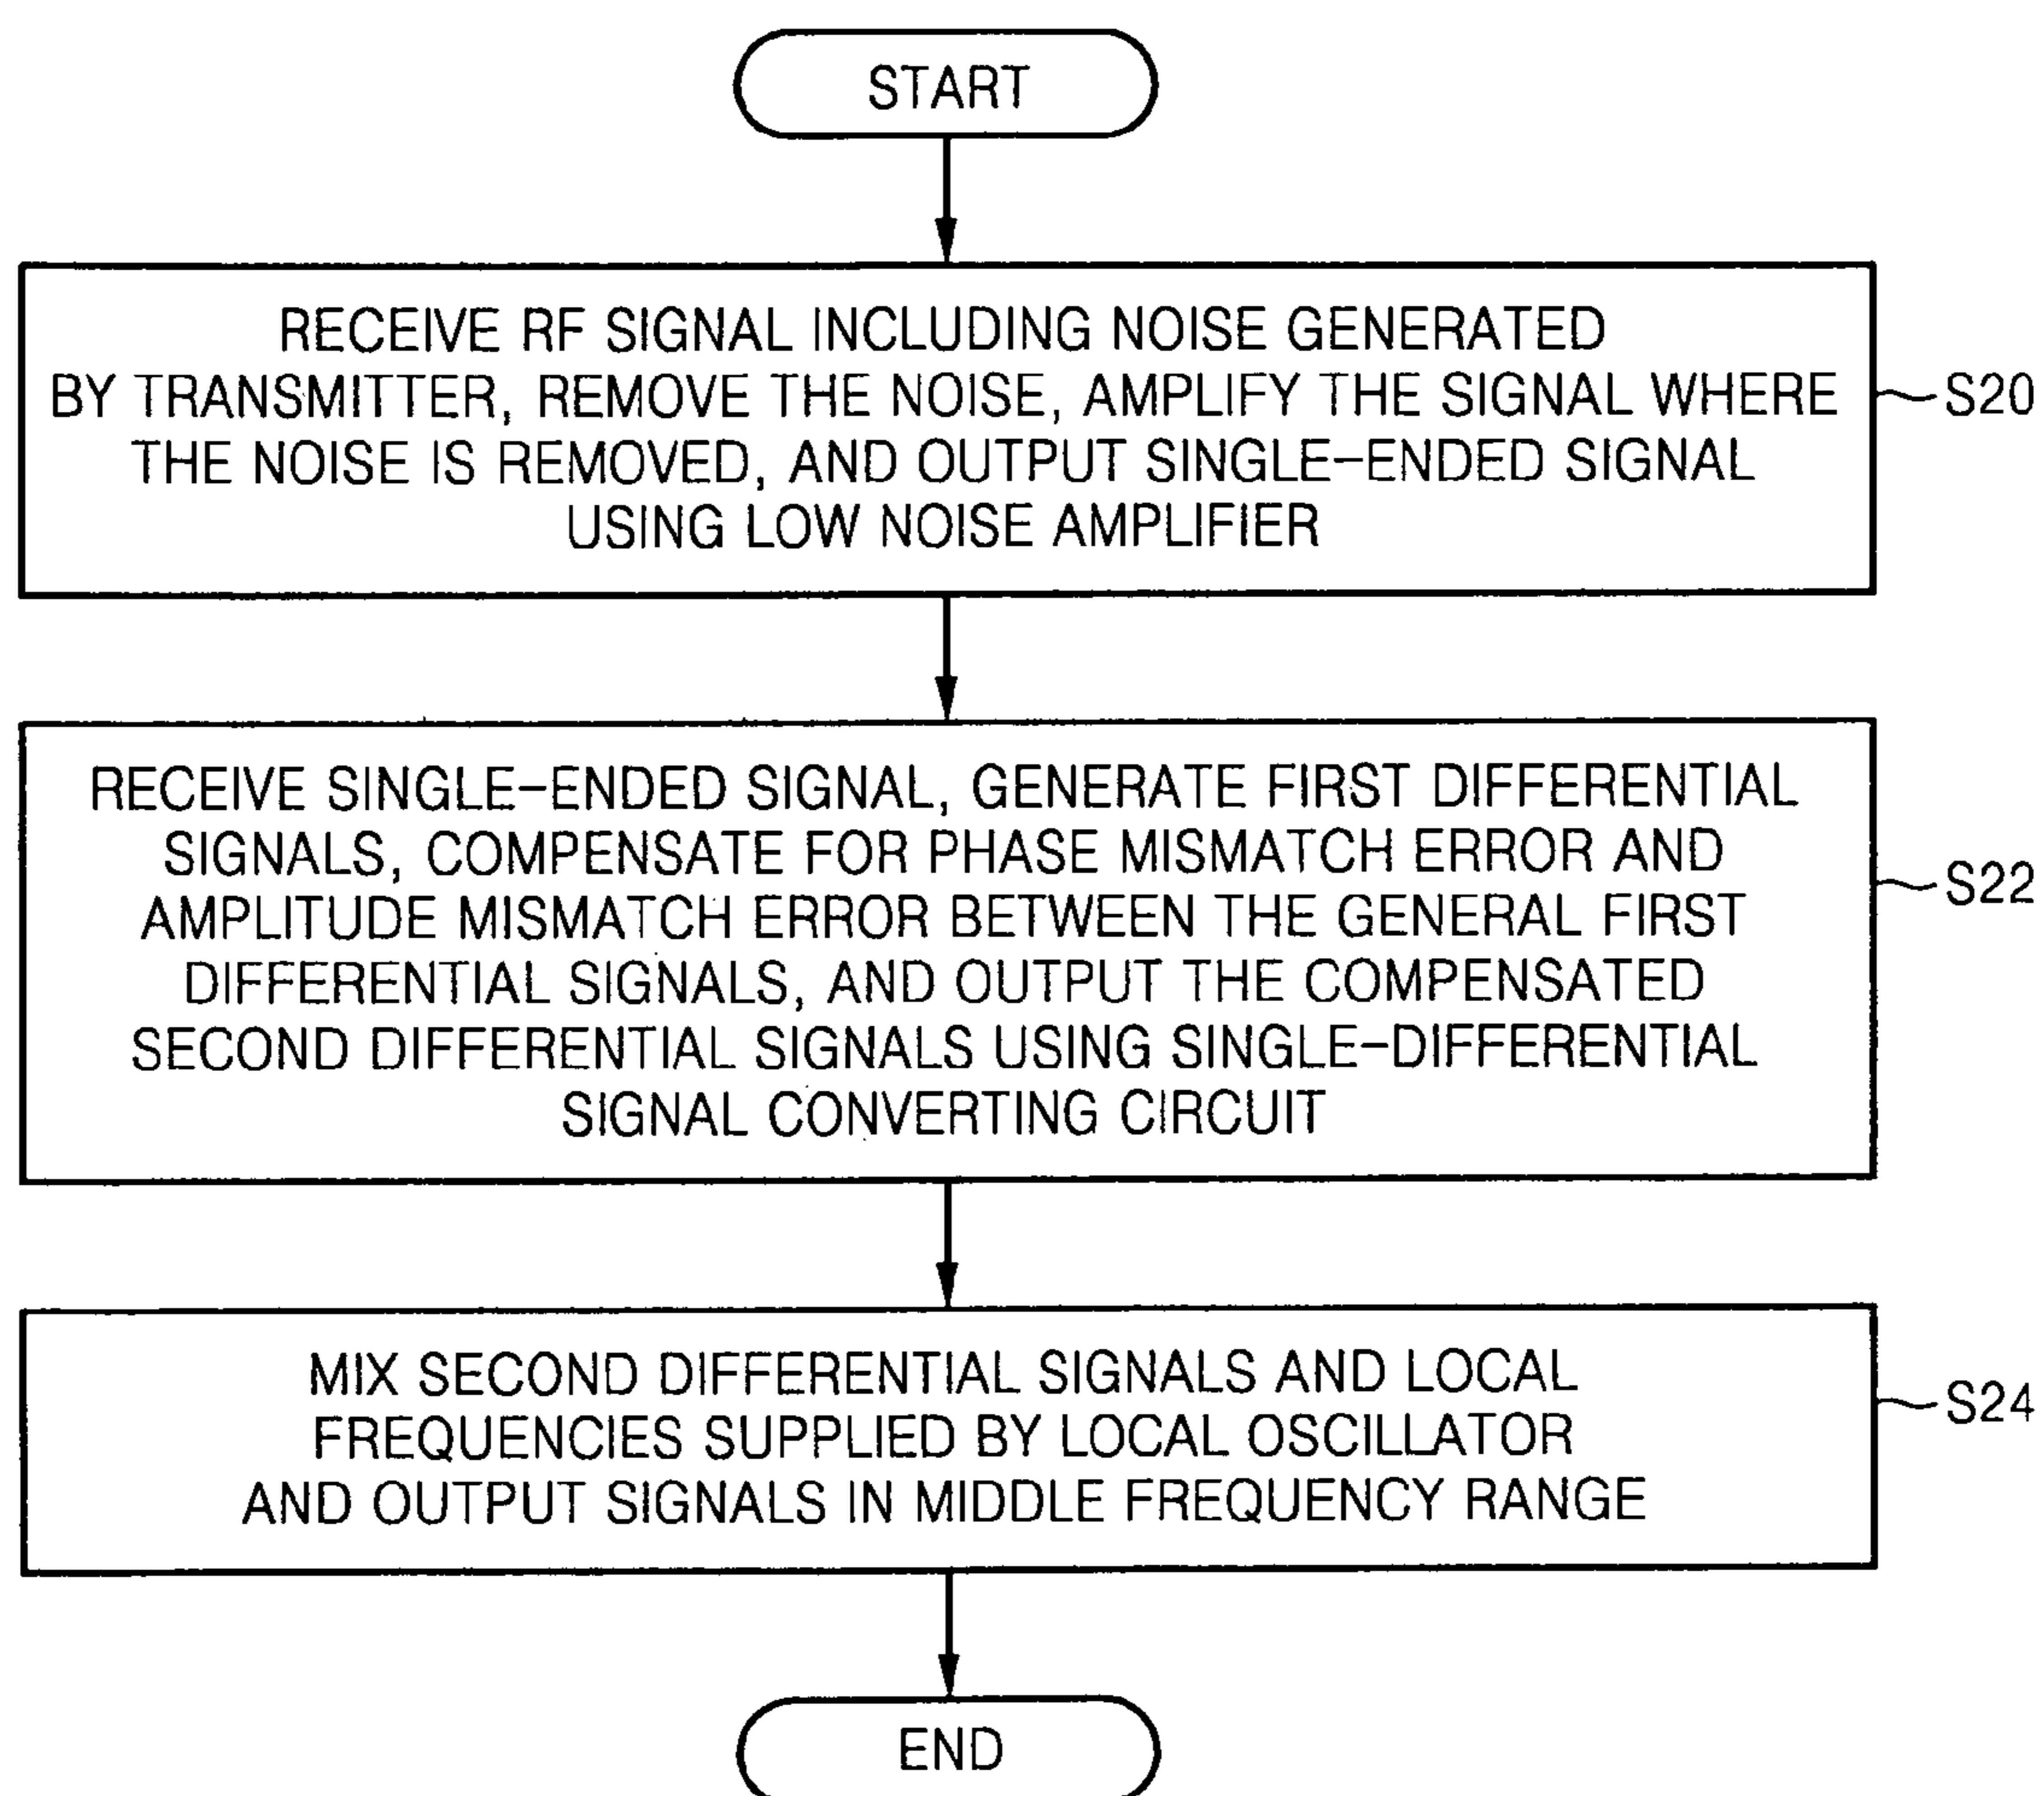 START
RECEIVE RF SIGNAL INCLUDING NOISE GENERATED
BY TRANSMITTER, REMOVE THE NOISE, AMPLIFY THE SIGNAL WHERE
THE NOISE IS REMOVED, AND OUTPUT SINGLE-ENDED SIGNAL
USING LOW NOISE AMPLIFIER
S20
RECEIVE SINGLE-ENDED SIGNAL, GENERATE FIRST DIFFERENTIAL
SIGNALS, COMPENSATE FOR PHASE MISMATCH ERROR AND
AMPLITUDE MISMATCH ERROR BETWEEN THE GENERAL FIRST
DIFFERENTIAL SIGNALS, AND OUTPUT THE COMPENSATED
SECOND DIFFERENTIAL SIGNALS USING SINGLE-DIFFERENTIAL
SIGNAL CONVERTING CIRCUIT
S22
MIX SECOND DIFFERENTIAL SIGNALS AND LOCAL
FREQUENCIES SUPPLIED BY LOCAL OSCILLATOR
AND OUTPUT SIGNALS IN MIDDLE FREQUENCY RANGE
S24
END